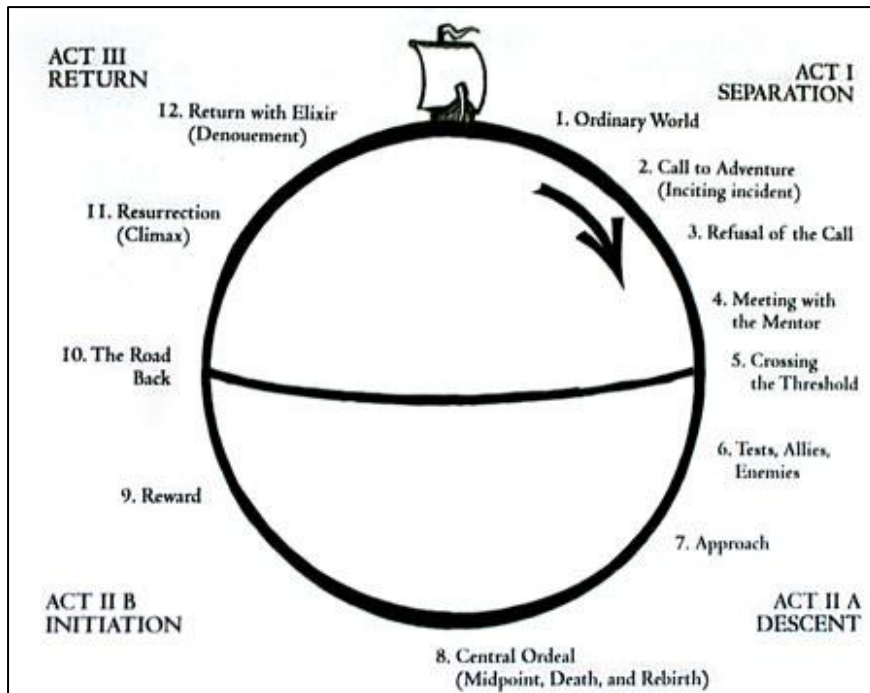 ACT III
RETURN
ACT I
SEPARATION
12. Return with Elixir
(Denouement)
1. Ordinary World
2. Call to Adventure
(Inciting incident)
11. Resurrection
(Climax)
3. Refusal of the Call
4. Meeting with
the Mentor
10. The Road
Back
5. Crossing
the Threshold
6. Tests, Allies,
Enemies
9. Reward
7. Approach
ACT II B
INITIATION
ACT II A
DESCENT
8. Central Ordeal
(Midpoint, Death, and Rebirth)